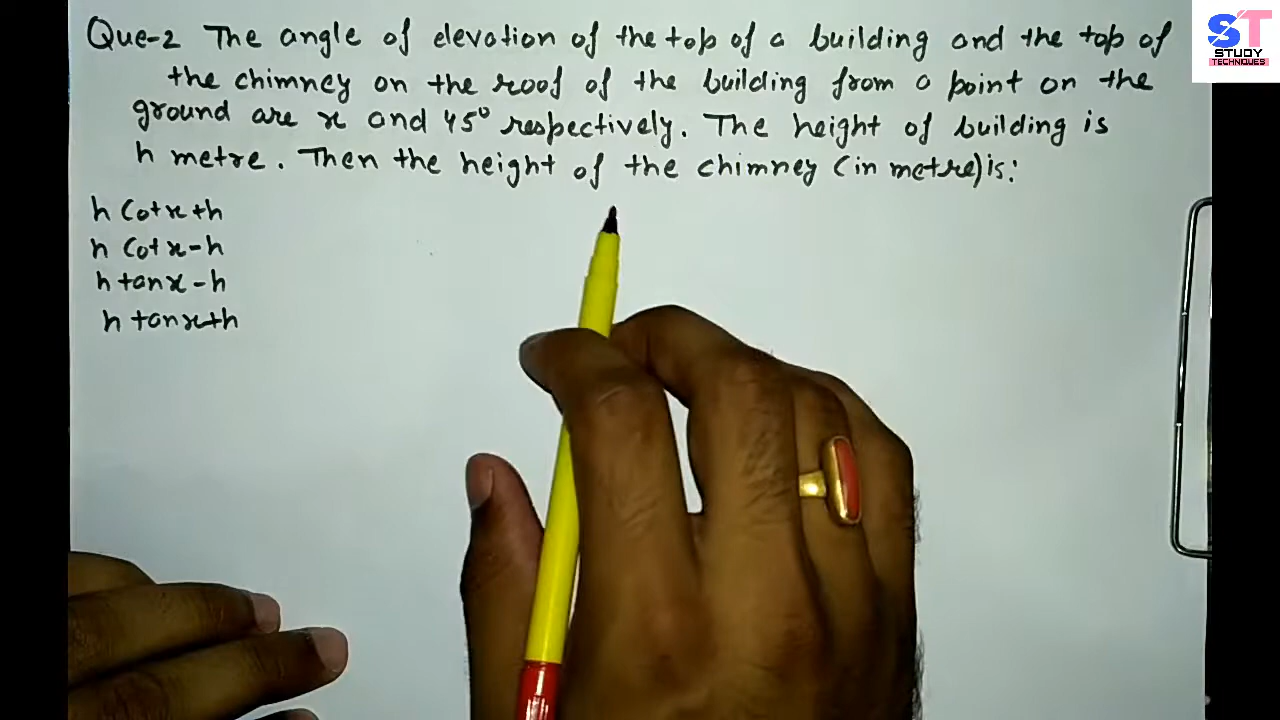 Que-2 The angle of elevation of the top of a building and the top of
the chimney on the roof of the building from a point on the
ground are x and 45° respectively. The height of building is
h metre. Then the height of the chimney (in metre) is:
h Cot x + h
h Cot x - h
h tan x - h
h tan x + h
ST
STUDY
TECHNIQUES